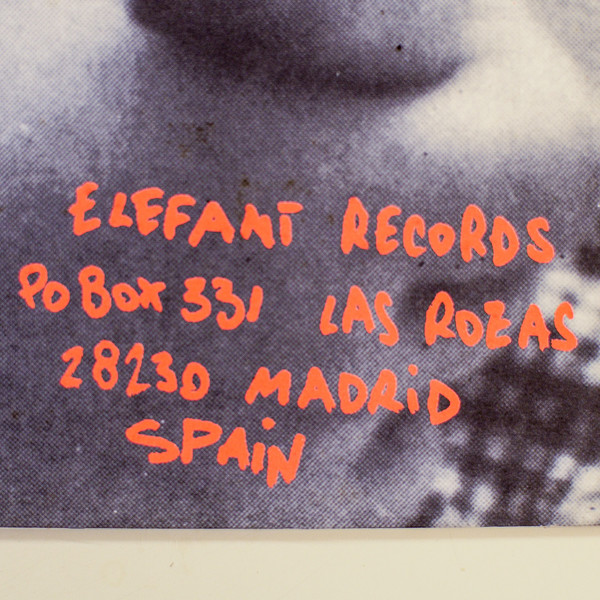 ELEFANT RECORDS
PO BOX 331 LAS ROZAS
28230 MADRiD
SPAiN